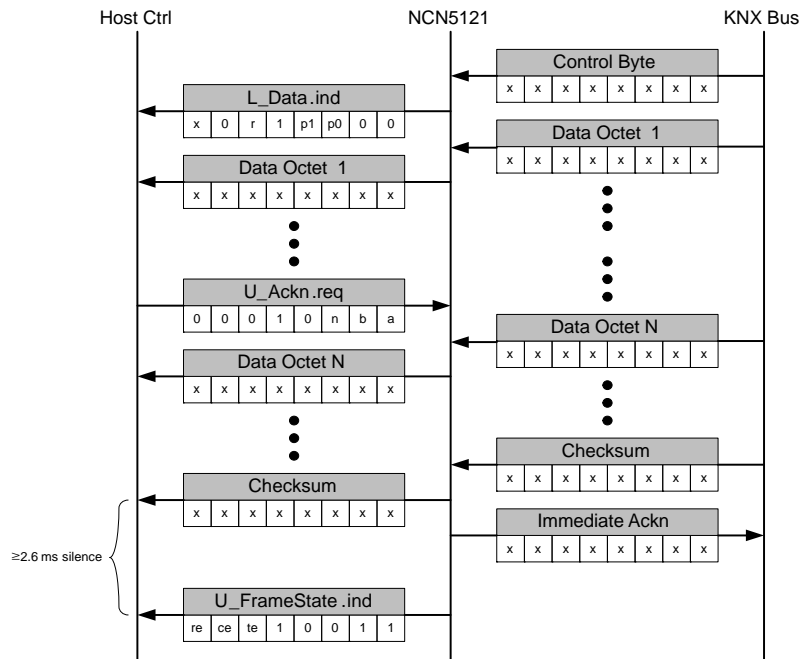 Host Ctrl NCN5121 KNX Bus
Control Byte
x x x x x x x x
L_Data.ind
x 0 r 1 p1 p0 0 0
Data Octet 1
x x x x x x x x
Data Octet 1
x x x x x x x x
U_Ackn.req
0 0 0 1 0 n b a
Data Octet N
x x x x x x x x
Data Octet N
x x x x x x x x
Checksum
x x x x x x x x
Checksum
x x x x x x x x
Immediate Ackn
x x x x x x x x
≥2.6 ms silence
U_FrameState.ind
re ce te 1 0 0 1 1